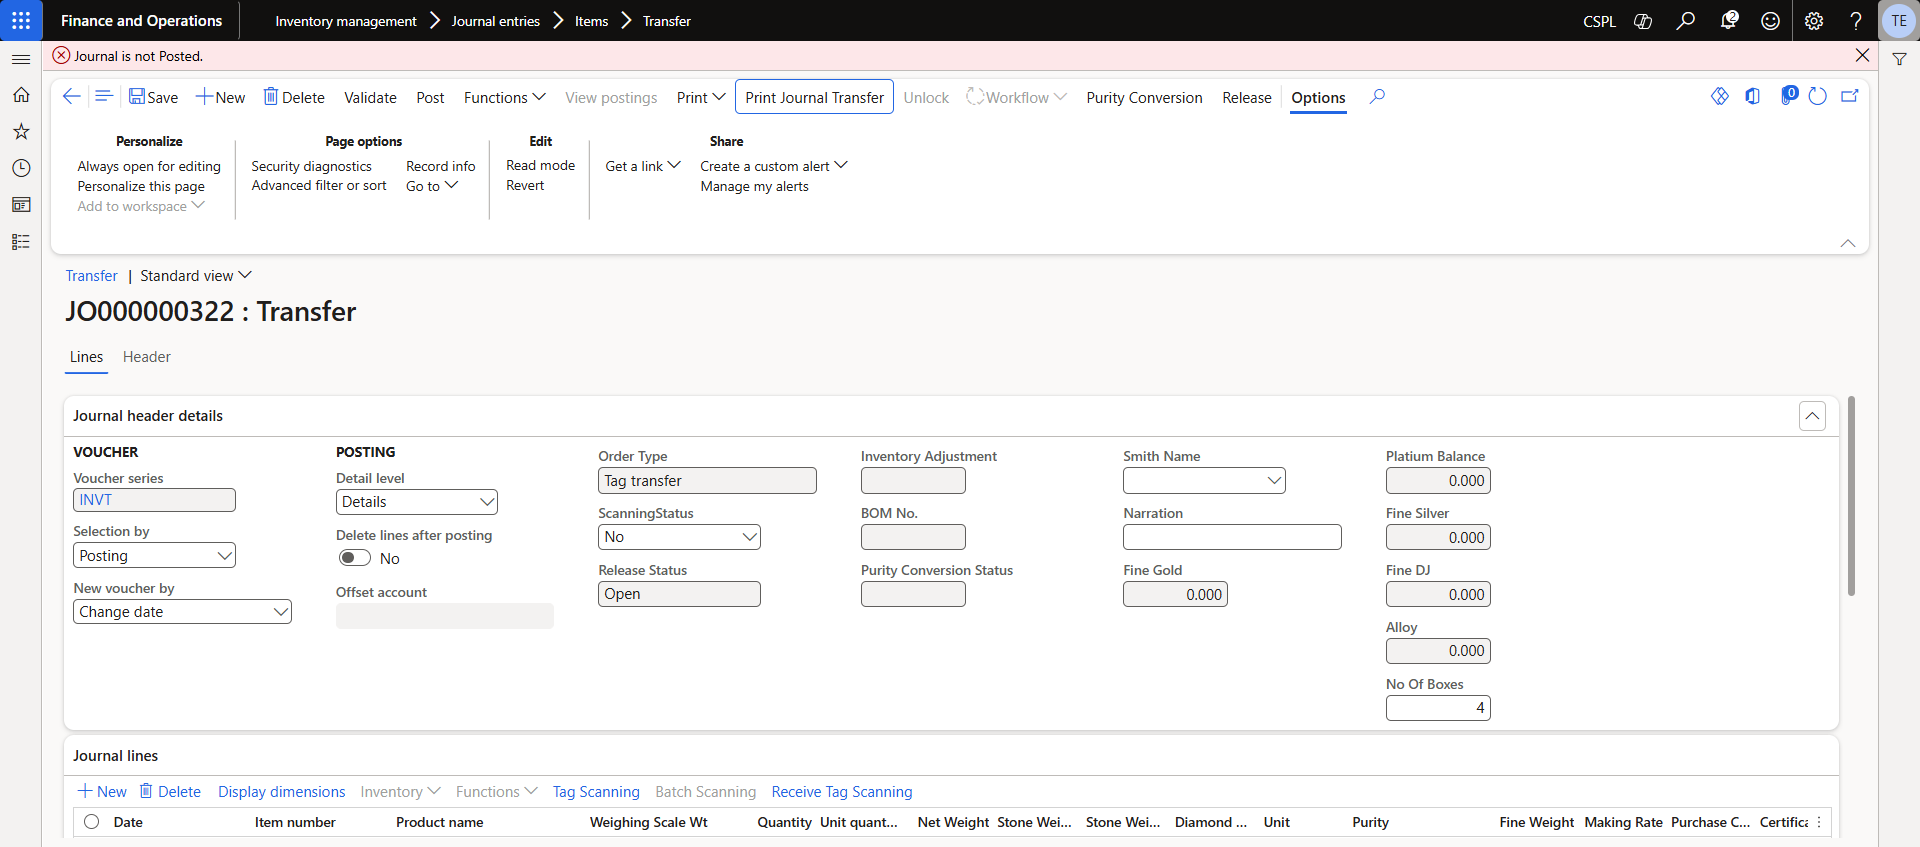 Finance and Operations
Inventory management > Journal entries > Items > Transfer
CSPL
2
?
TE
Journal is not Posted.
Save
New
Delete
Validate
Post
Functions
View postings
Print
Print Journal Transfer
Unlock
Workflow
Purity Conversion
Release
Options
0
Personalize
Always open for editing
Personalize this page
Add to workspace
Page options
Security diagnostics
Advanced filter or sort
Record info
Go to
Edit
Read mode
Revert
Share
Get a link
Create a custom alert
Manage my alerts
Transfer | Standard view
JO000000322 : Transfer
Lines
Header
Journal header details
VOUCHER
Voucher series
INVT
Selection by
Posting
New voucher by
Change date
POSTING
Detail level
Details
Delete lines after posting
No
Offset account
Order Type
Tag transfer
ScanningStatus
No
Release Status
Open
Inventory Adjustment
BOM No.
Purity Conversion Status
Smith Name
Narration
Fine Gold
0.000
Platium Balance
0.000
Fine Silver
0.000
Fine DJ
0.000
Alloy
0.000
No Of Boxes
4
Journal lines
New
Delete
Display dimensions
Inventory
Functions
Tag Scanning
Batch Scanning
Receive Tag Scanning
Date
Item number
Product name
Weighing Scale Wt
Quantity
Unit quant...
Net Weight
Stone Wei...
Stone Wei...
Diamond ...
Unit
Purity
Fine Weight
Making Rate
Purchase C...
Certifica